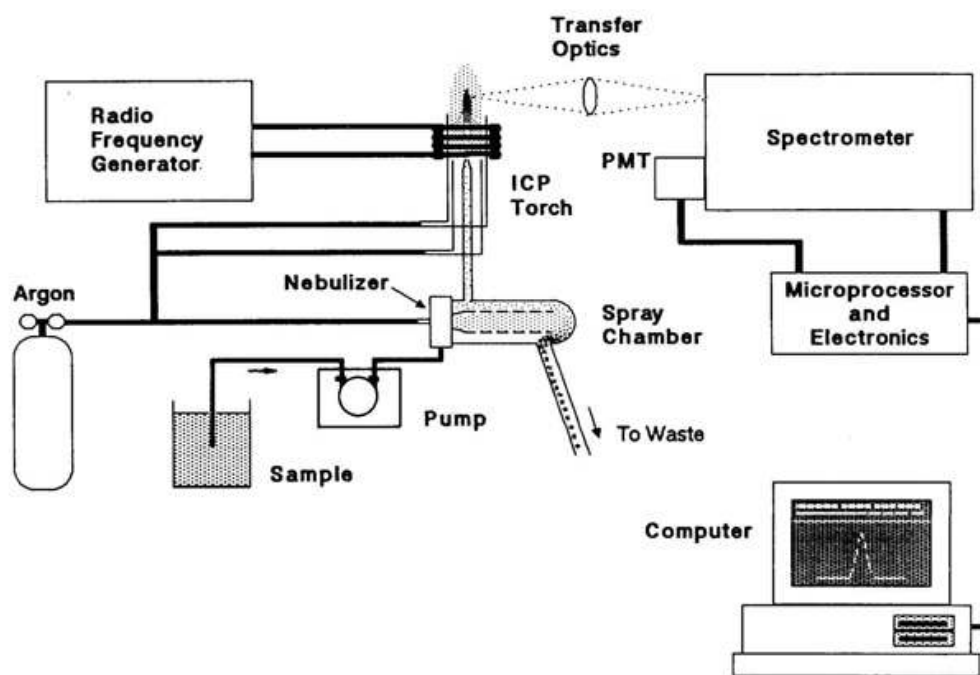 Transfer
Optics
Radio
Frequency
Generator
Spectrometer
PMT
ICP
Torch
Nebulizer
Argon
Microprocessor
and
Electronics
Spray
Chamber
Pump
To Waste
Sample
Computer